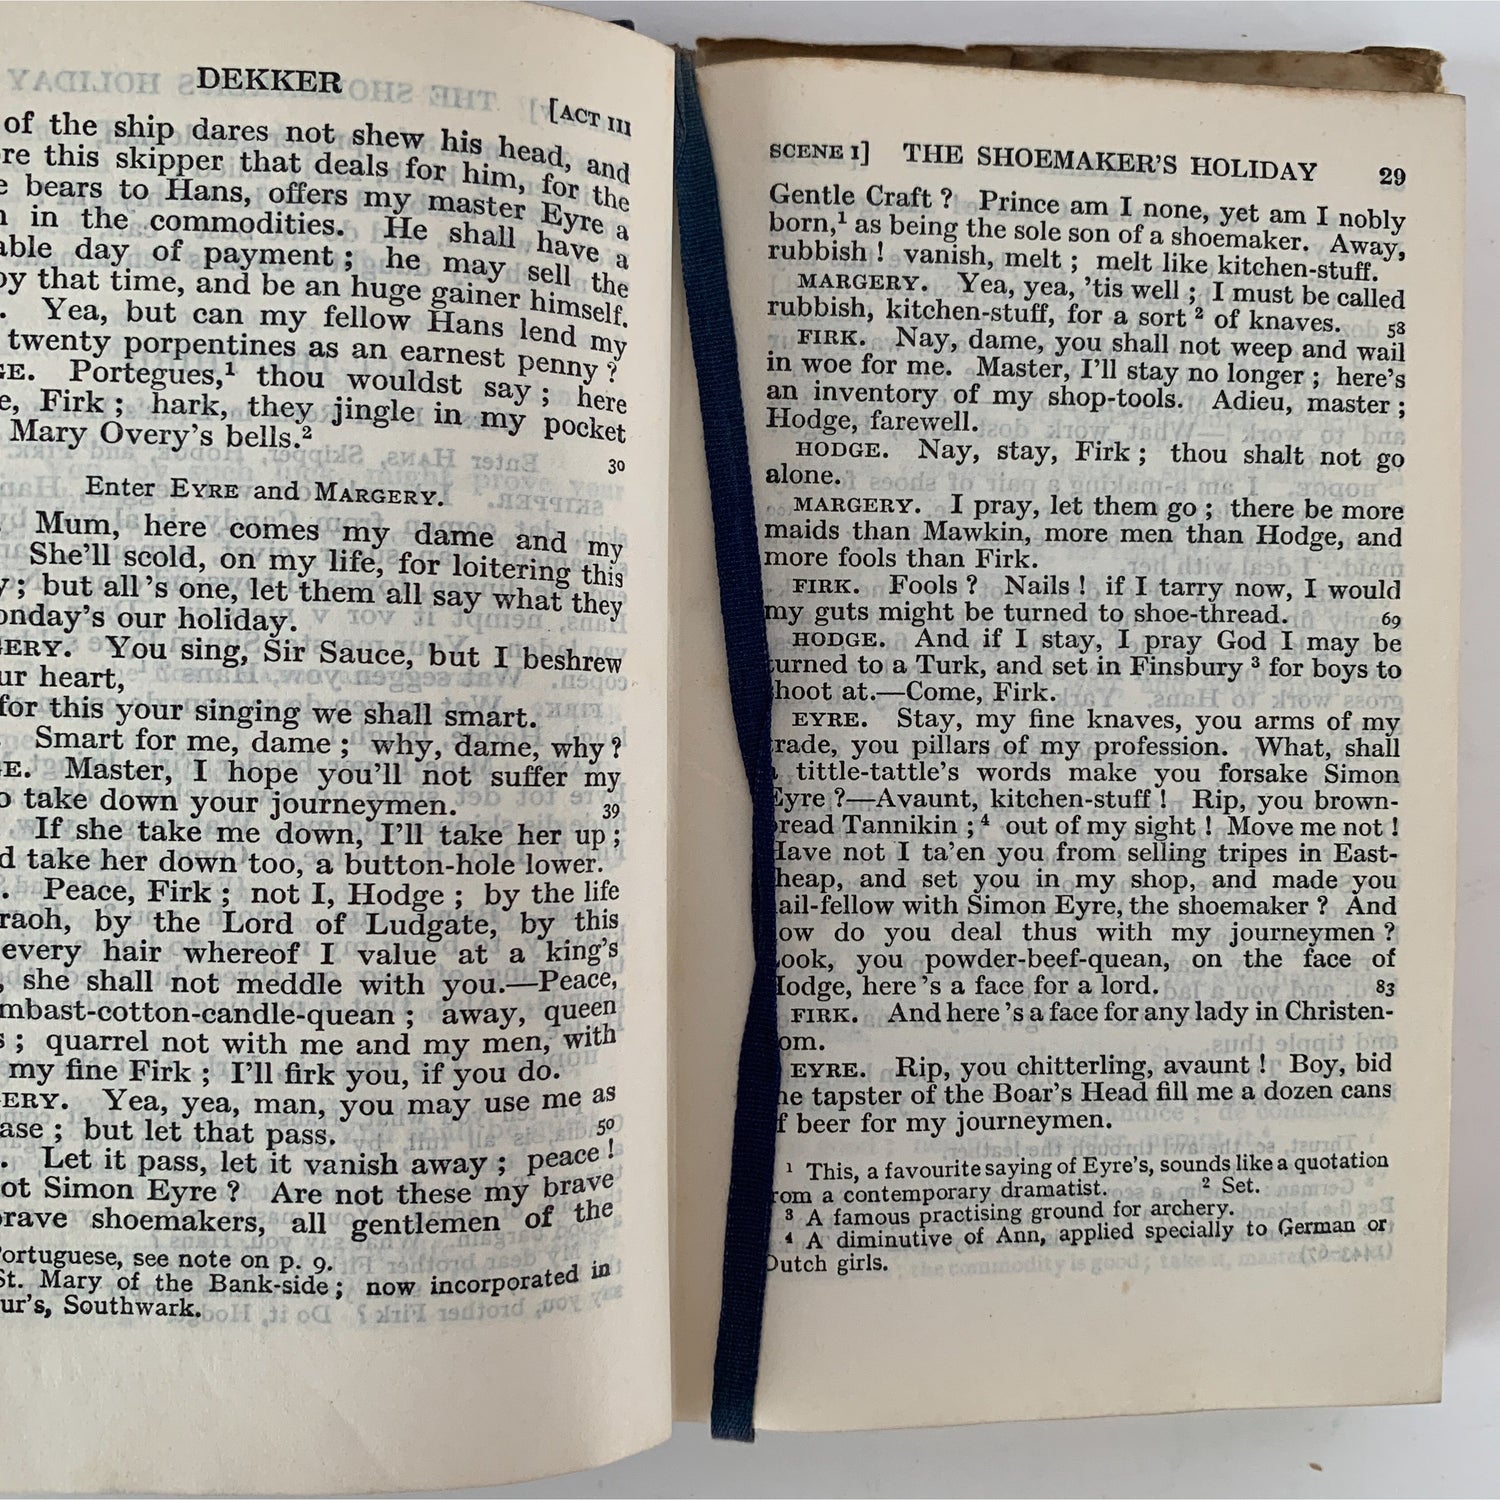 DEKKER
[ACT III
of the ship dares not shew his head, and
this skipper that deals for him, for the
bears to Hans, offers my master Eyre a
in the commodities. He shall have a
day of payment; he may sell the
by that time, and be an huge gainer himself.
Yea, but can my fellow Hans lend my
twenty porpentines as an earnest penny?
Portegues,¹ thou wouldst say; here
Firk; hark, they jingle in my pocket
Mary Overy's bells.²
30
Enter EYRE and MARGERY.
Mum, here comes my dame and my
She'll scold, on my life, for loitering this
but all's one, let them all say what they
Monday's our holiday.
You sing, Sir Sauce, but I beshrew
heart,
for this your singing we shall smart.
Smart for me, dame; why, dame, why?
Master, I hope you'll not suffer my
to take down your journeymen. 39
If she take me down, I'll take her up;
take her down too, a button-hole lower.
Peace, Firk; not I, Hodge; by the life
by the Lord of Ludgate, by this
every hair whereof I value at a king's
she shall not meddle with you.—Peace,
mbast-cotton-candle-quean; away, queen
quarrel not with me and my men, with
my fine Firk; I'll firk you, if you do.
Yea, yea, man, you may use me as
but let that pass. 50
Let it pass, let it vanish away; peace!
not Simon Eyre? Are not these my brave
brave shoemakers, all gentlemen of the
Portuguese, see note on p. 9.
St. Mary of the Bank-side; now incorporated in
Southwark.
SCENE I] THE SHOEMAKER'S HOLIDAY 29
Gentle Craft? Prince am I none, yet am I nobly
born,¹ as being the sole son of a shoemaker. Away,
rubbish! vanish, melt; melt like kitchen-stuff.
MARGERY. Yea, yea, 'tis well; I must be called
rubbish, kitchen-stuff, for a sort² of knaves. 58
FIRK. Nay, dame, you shall not weep and wail
in woe for me. Master, I'll stay no longer; here's
an inventory of my shop-tools. Adieu, master;
Hodge, farewell.
HODGE. Nay, stay, Firk; thou shalt not go
alone.
MARGERY. I pray, let them go; there be more
maids than Mawkin, more men than Hodge, and
more fools than Firk.
FIRK. Fools? Nails! if I tarry now, I would
my guts might be turned to shoe-thread. 69
HODGE. And if I stay, I pray God I may be
turned to a Turk, and set in Finsbury³ for boys to
shoot at.—Come, Firk.
EYRE. Stay, my fine knaves, you arms of my
trade, you pillars of my profession. What, shall
tittle-tattle's words make you forsake Simon
Eyre?—Avaunt, kitchen-stuff! Rip, you brown-
bread Tannikin;⁴ out of my sight! Move me not!
Have not I ta'en you from selling tripes in East-
cheap, and set you in my shop, and made you
hail-fellow with Simon Eyre, the shoemaker? And
how do you deal thus with my journeymen?
Look, you powder-beef-quean, on the face of
Hodge, here's a face for a lord. 83
FIRK. And here's a face for any lady in Christen-
dom.
EYRE. Rip, you chitterling, avaunt! Boy, bid
the tapster of the Boar's Head fill me a dozen cans
of beer for my journeymen.
¹ This, a favourite saying of Eyre's, sounds like a quotation
from a contemporary dramatist. ² Set.
³ A famous practising ground for archery.
⁴ A diminutive of Ann, applied specially to German or
Dutch girls.